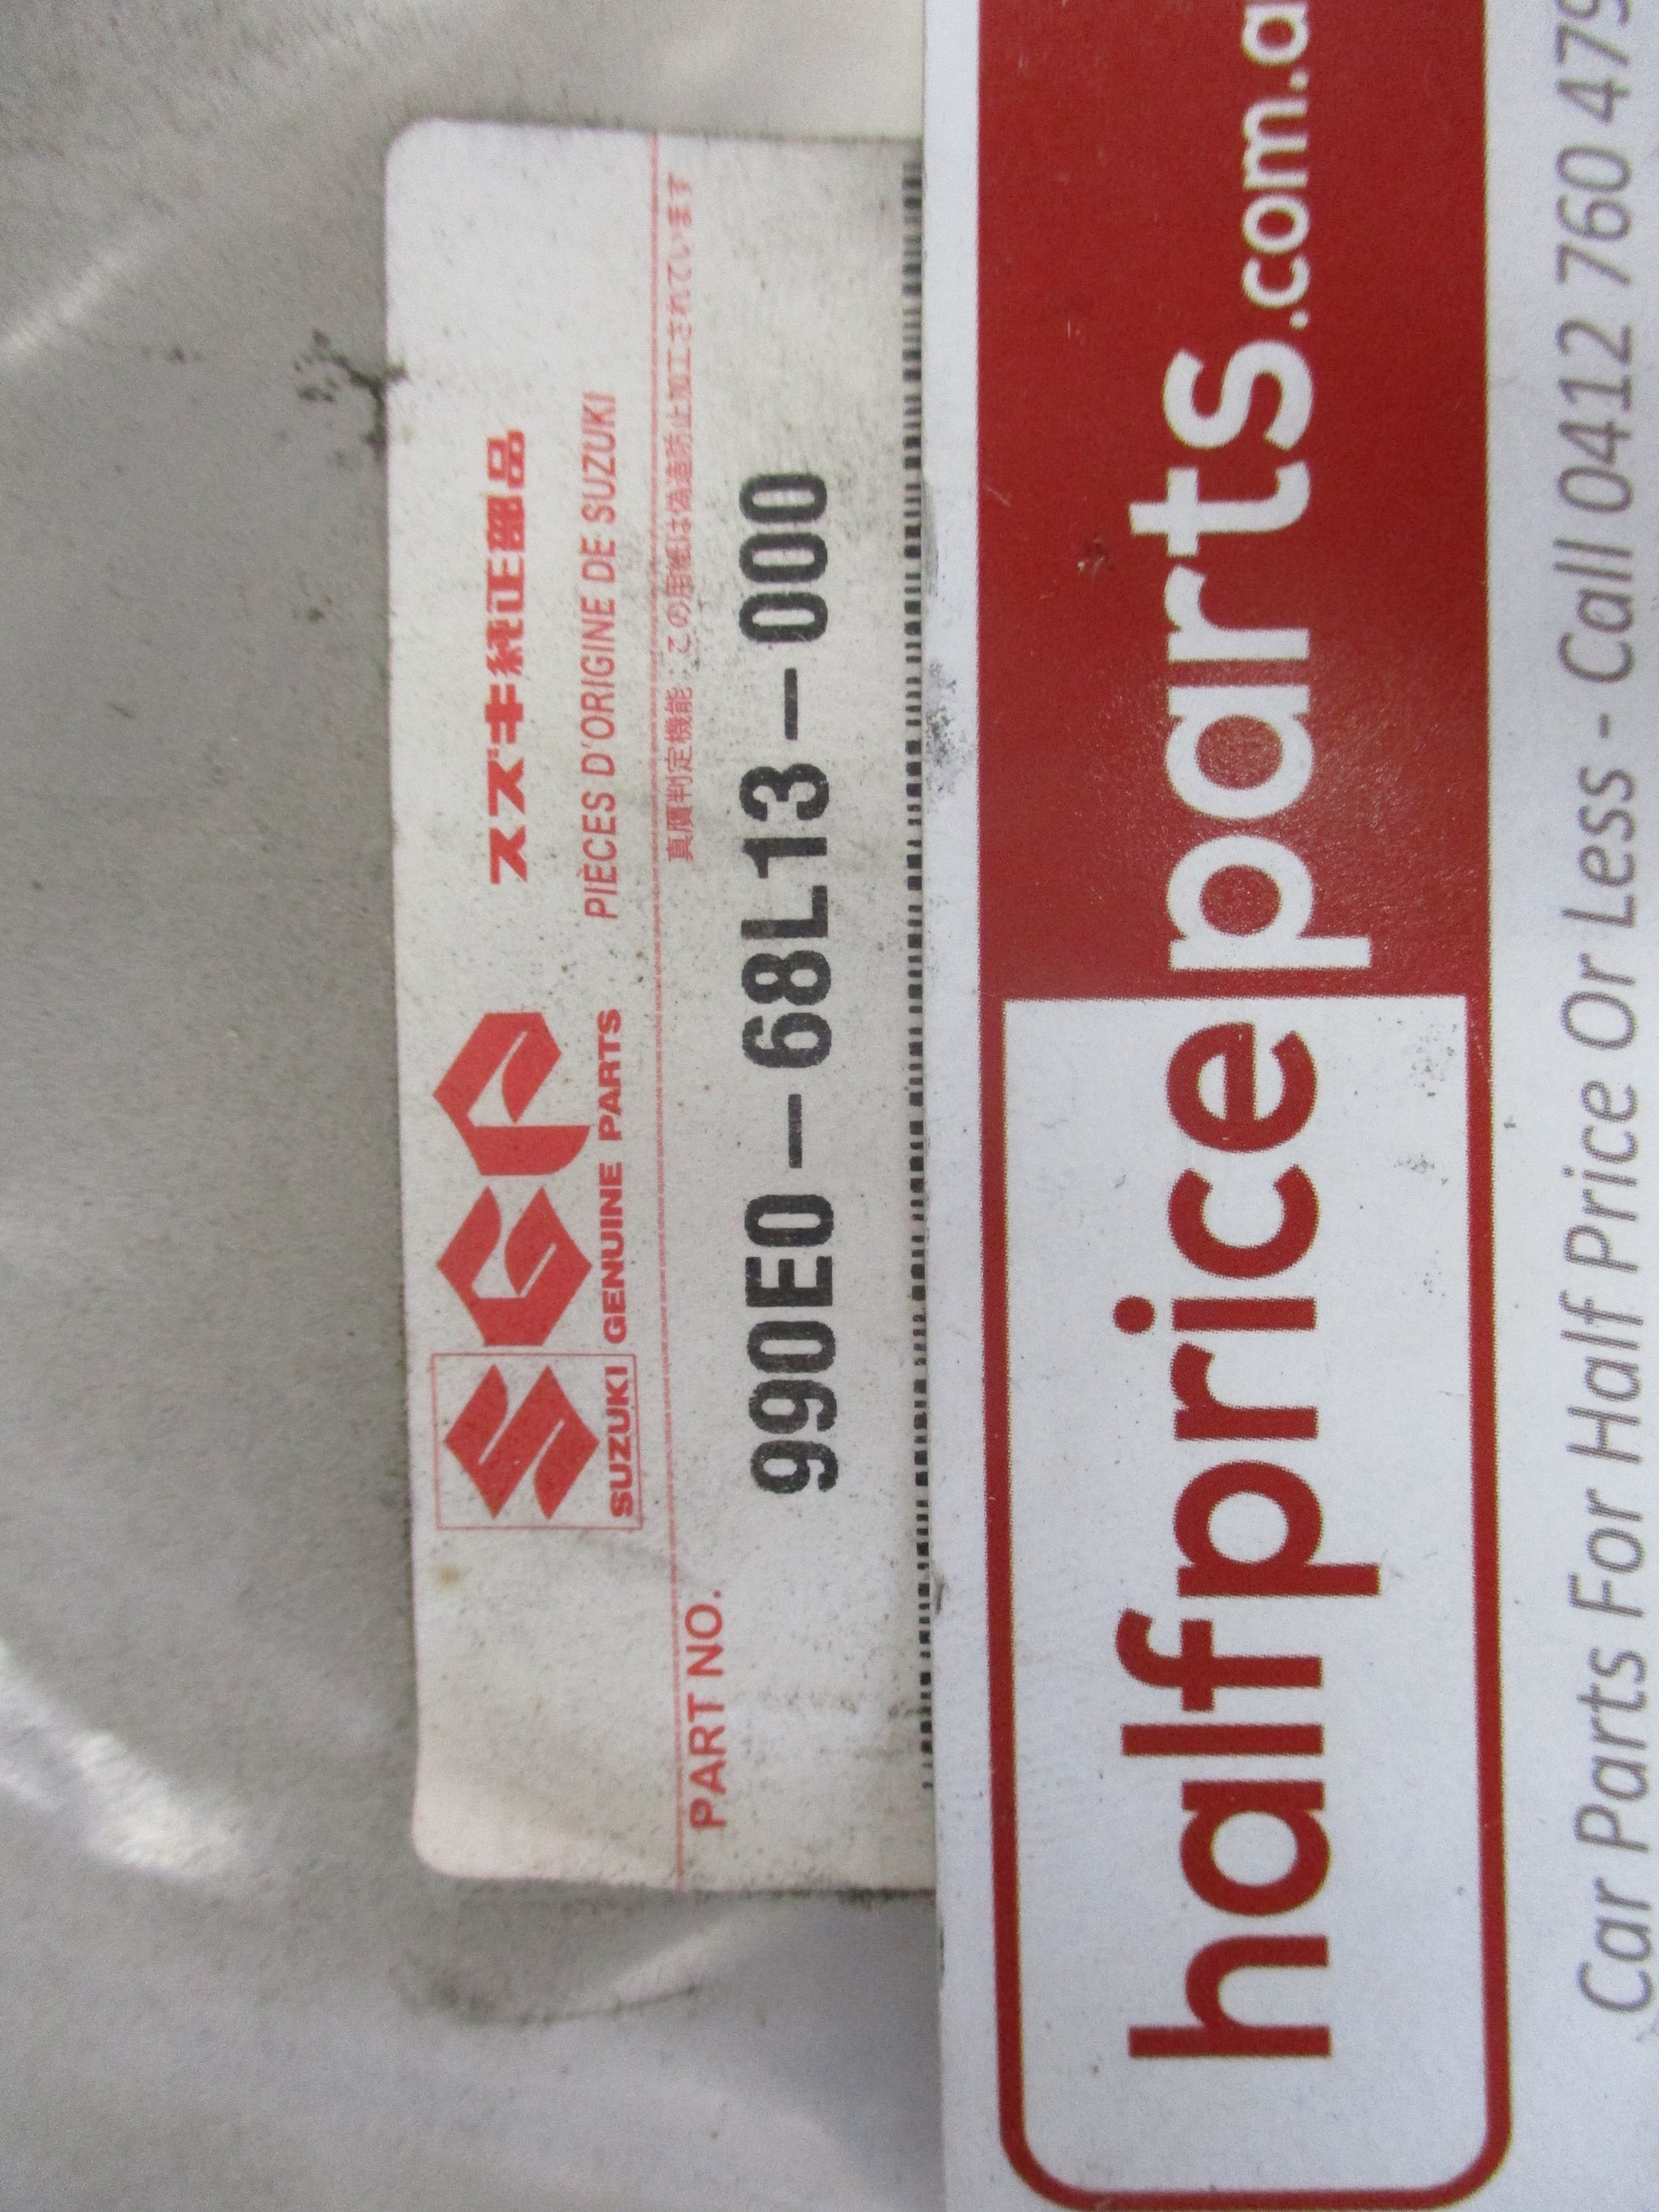 SGP
SUZUKI GENUINE PARTS
スズキ純正部品
PIÈCES D'ORIGINE DE SUZUKI
真贋判定機能：この用紙は偽造防止加工されています
PART NO.
990E0-68L13-000
halfpriceparts.com.a
Car Parts For Half Price Or Less - Call 0412 760 479